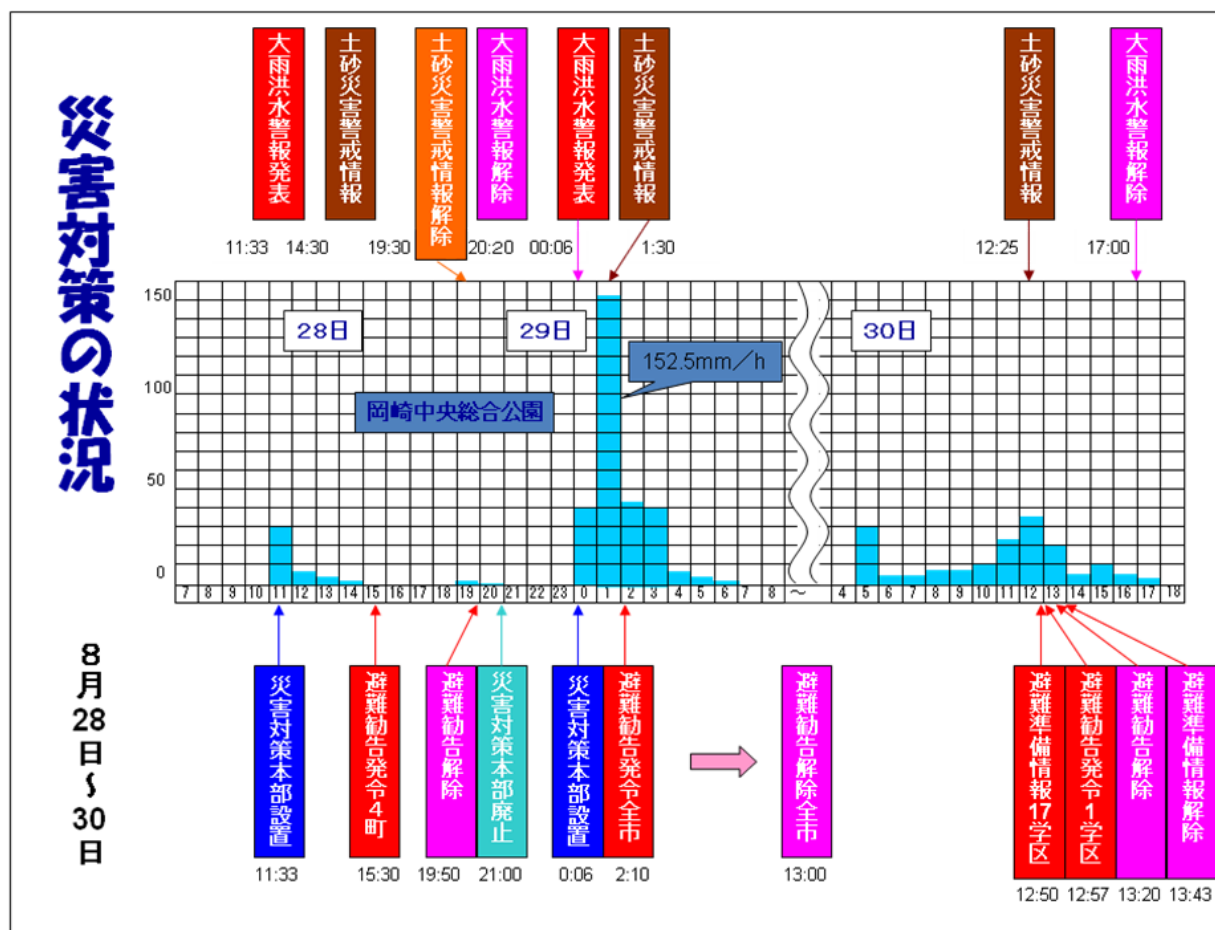 災害対策の状況
8月28日～30日
大雨洪水警報発表
土砂災害警戒情報
土砂災害警戒情報解除
大雨洪水警報解除
大雨洪水警報発表
土砂災害警戒情報
土砂災害警戒情報
大雨洪水警報解除
11:33 14:30 19:30 20:20 00:06 1:30 12:25 17:00
150
100
50
0
28日
29日
30日
152.5mm／h
岡崎中央総合公園
7 8 9 10 11 12 13 14 15 16 17 18 19 20 21 22 23 0 1 2 3 4 5 6 7 8 ～ 4 5 6 7 8 9 10 11 12 13 14 15 16 17 18
災害対策本部設置
避難勧告発令4町
避難勧告解除
災害対策本部廃止
災害対策本部設置
避難勧告発令全市
避難勧告解除全市
避難準備情報17学区
避難勧告発令1学区
避難勧告解除
避難準備情報解除
11:33 15:30 19:50 21:00 0:06 2:10 13:00 12:50 12:57 13:20 13:43